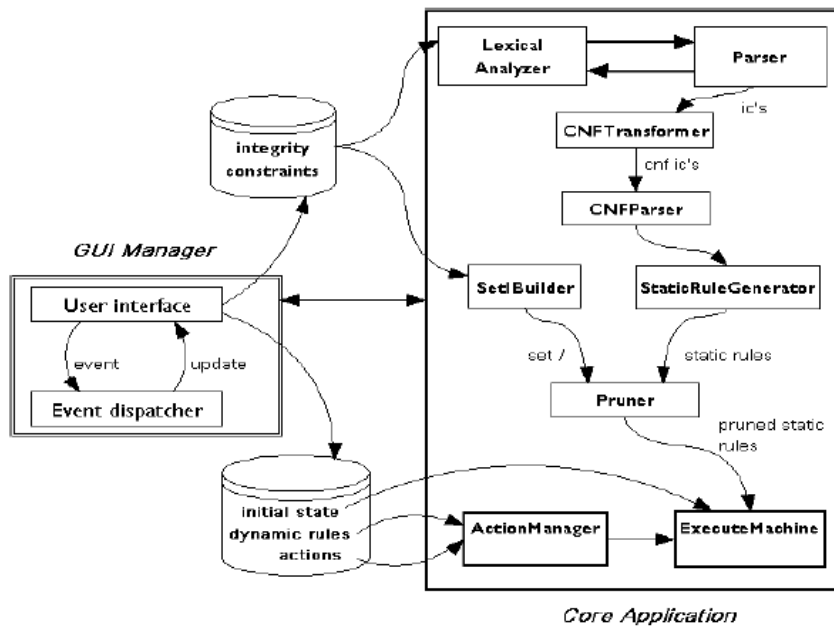 Lexical
Analyzer
Parser
ic's
CNFTransformer
cnf ic's
CNFParser
integrity
constraints
GUI Manager
User interface
event
update
Event dispatcher
SetIBuilder
StaticRuleGenerator
set I
static rules
Pruner
pruned static
rules
initial state
dynamic rules
actions
ActionManager
ExecuteMachine
Core Application